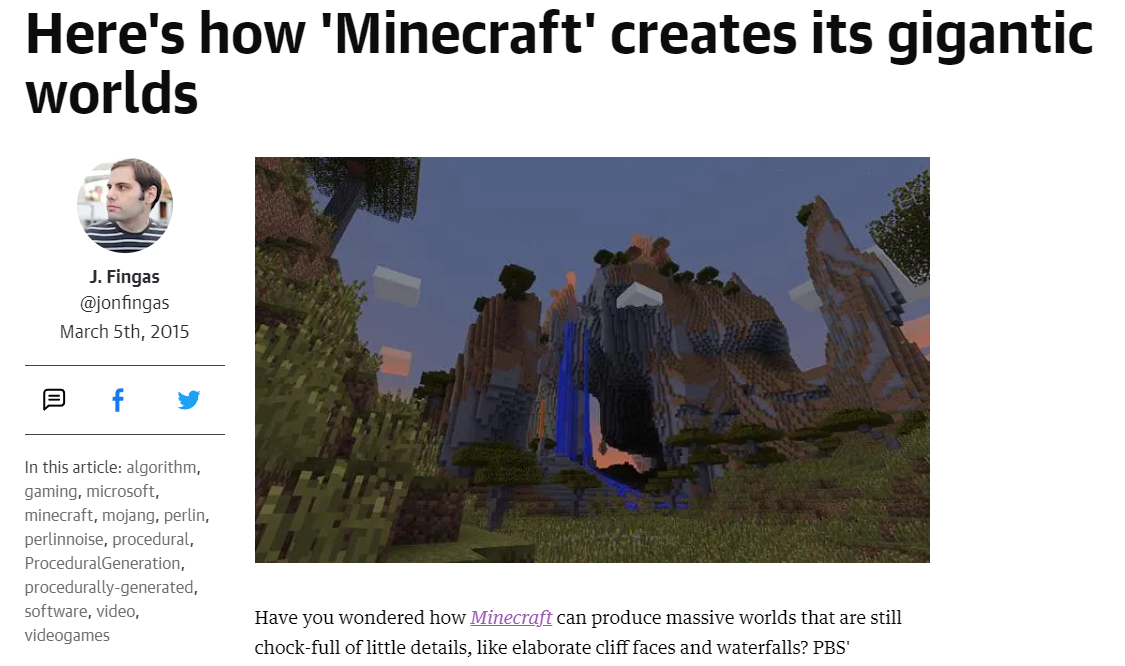 Here's how 'Minecraft' creates its gigantic
worlds
J. Fingas
@jonfingas
March 5th, 2015
In this article: algorithm,
gaming, microsoft,
minecraft, mojang, perlin,
perlinnoise, procedural,
ProceduralGeneration,
procedurally-generated,
software, video,
videogames
Have you wondered how Minecraft can produce massive worlds that are still
chock-full of little details, like elaborate cliff faces and waterfalls? PBS'